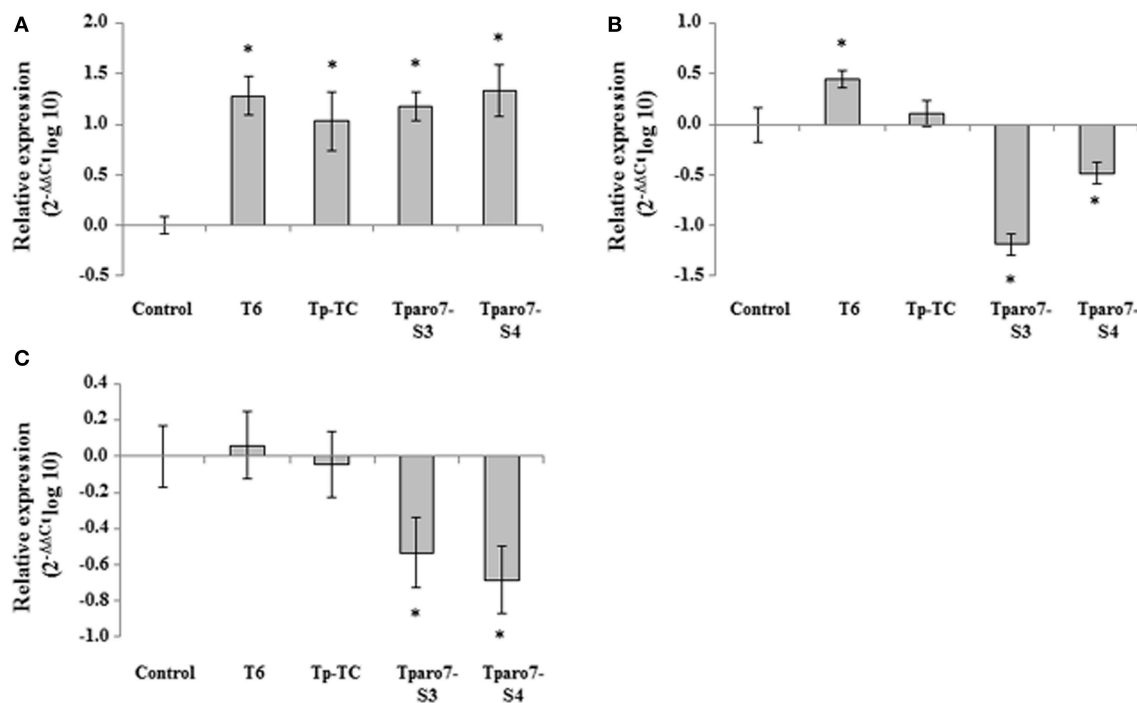 A
Relative expression
(2-ΔΔCt log 10)
2.0
1.5
1.0
0.5
0.0
-0.5
*
*
*
*
Control T6 Tp-TC Tparo7-S3 Tparo7-S4
B
Relative expression
(2-ΔΔCt log 10)
1.0
0.5
0.0
-0.5
-1.0
-1.5
*
*
*
Control T6 Tp-TC Tparo7-S3 Tparo7-S4
C
Relative expression
(2-ΔΔCt log 10)
0.4
0.2
0.0
-0.2
-0.4
-0.6
-0.8
-1.0
*
*
Control T6 Tp-TC Tparo7-S3 Tparo7-S4